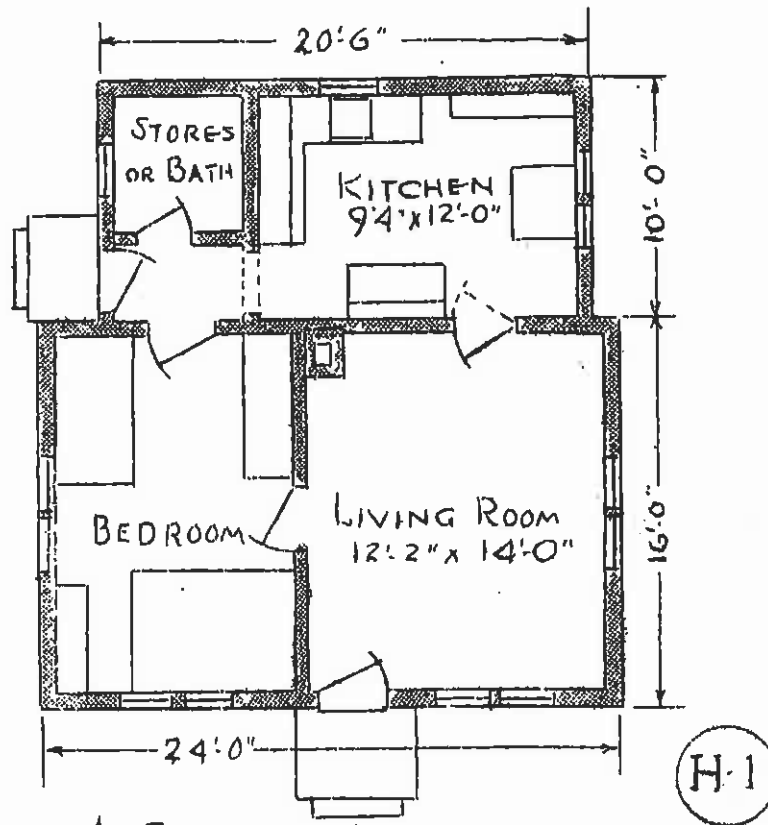 20'-6"
STORES
OR BATH
KITCHEN
9'4"x12'-0"
10'-0"
BEDROOM
LIVING ROOM
12'-2" x 14'-0"
16'-0"
24'-0"
H-1